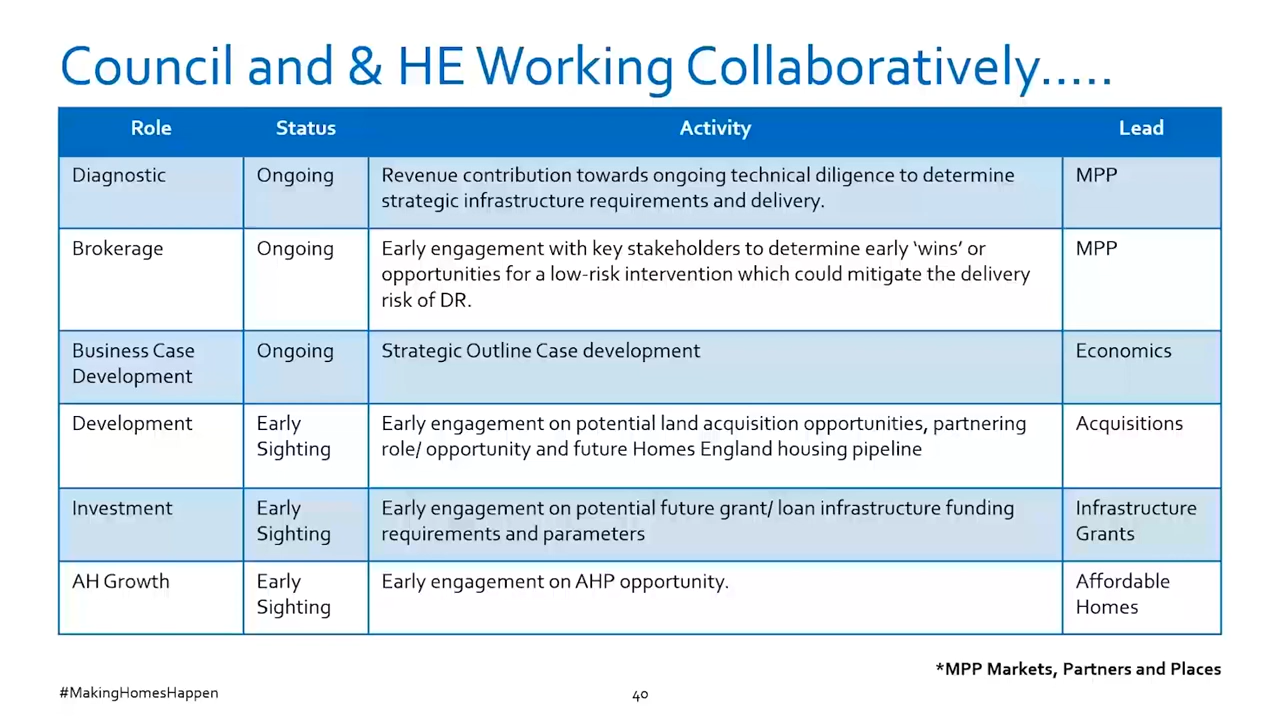 Council and & HE Working Collaboratively.....
Role Status Activity Lead
Diagnostic Ongoing Revenue contribution towards ongoing technical diligence to determine MPP
strategic infrastructure requirements and delivery.
Brokerage Ongoing Early engagement with key stakeholders to determine early ‘wins’ or MPP
opportunities for a low-risk intervention which could mitigate the delivery
risk of DR.
Business Case Ongoing Strategic Outline Case development Economics
Development
Development Early Early engagement on potential land acquisition opportunities, partnering Acquisitions
Sighting role/ opportunity and future Homes England housing pipeline
Investment Early Early engagement on potential future grant/ loan infrastructure funding Infrastructure
Sighting requirements and parameters Grants
AH Growth Early Early engagement on AHP opportunity. Affordable
Sighting Homes
*MPP Markets, Partners and Places
#MakingHomesHappen 40